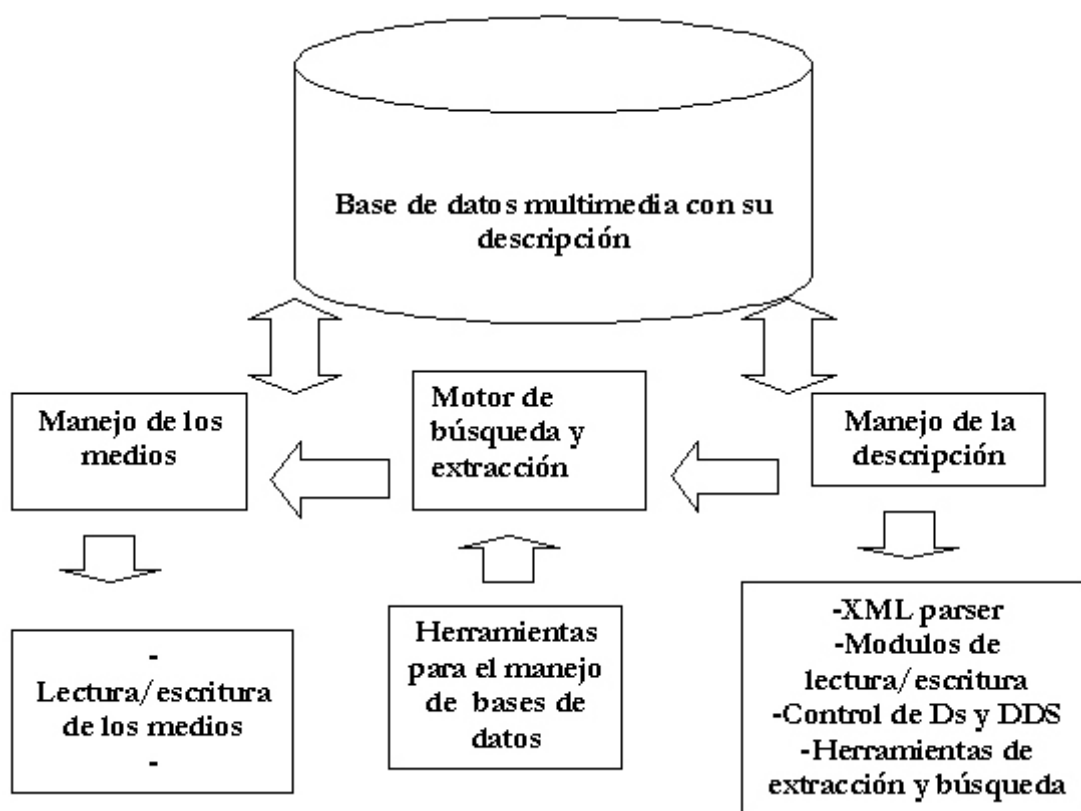 Base de datos multimedia con su
descripción
Manejo de los
medios
Motor de
búsqueda y
extracción
Manejo de la
descripción
-
Lectura/escritura
de los medios
-
Herramientas
para el manejo
de bases de
datos
-XML parser
-Modulos de
lectura/escritura
-Control de Ds y DDS
-Herramientas de
extracción y búsqueda